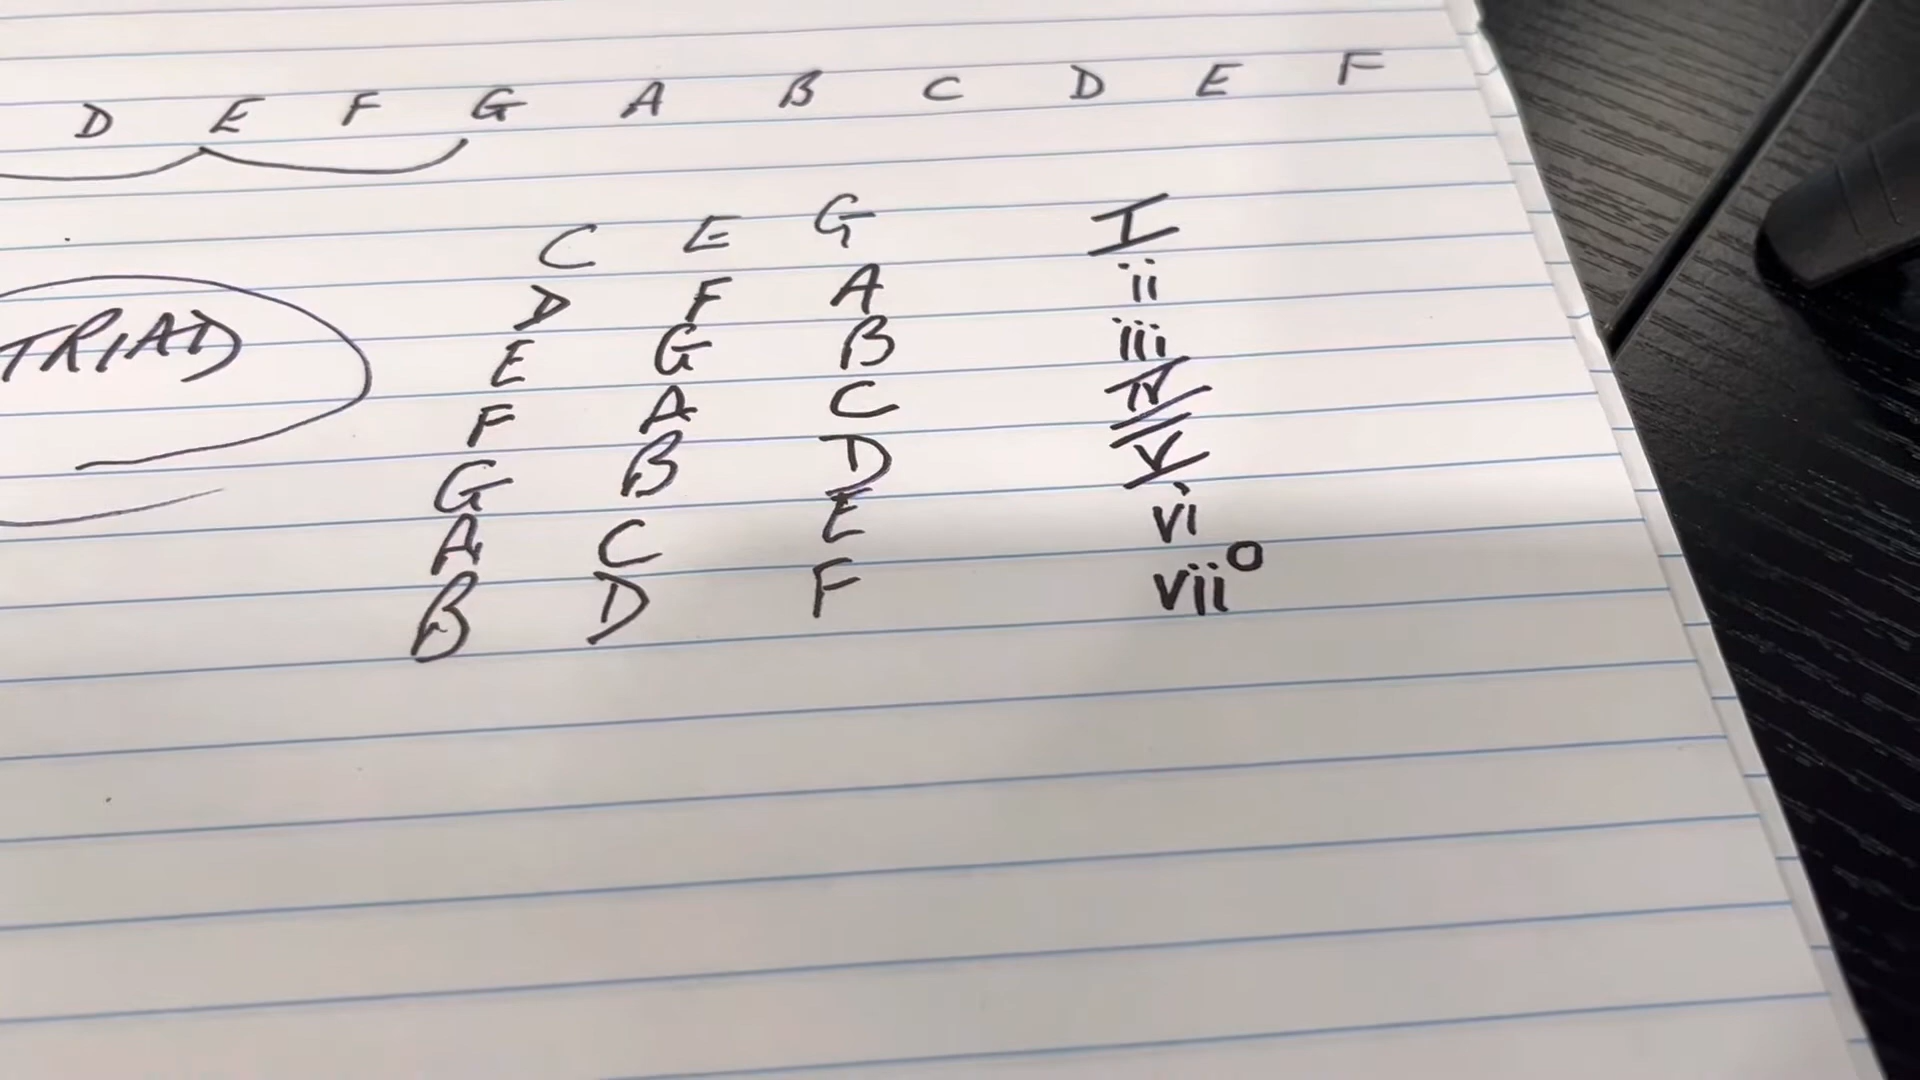 D E F G A B C D E F
C E G I
D F A ii
TRIAD
E G B iii
F A C IV
G B D V
A C E vi
B D F vii°